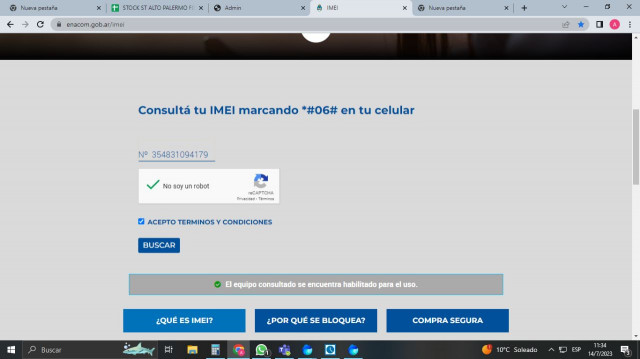 Nueva pestaña
STOCK ST ALTO PALERMO
Admin
IMEI
Nueva pestaña
enacom.gob.ar/imei
A
Consultá tu IMEI marcando *#06# en tu celular
Nº 354831094179
No soy un robot
reCAPTCHA
Privacidad - Términos
ACEPTO TERMINOS Y CONDICIONES
BUSCAR
El equipo consultado se encuentra habilitado para el uso.
¿QUÉ ES IMEI?
¿POR QUÉ SE BLOQUEA?
COMPRA SEGURA
Buscar
10°C Soleado
ESP
11:34
14/7/2023